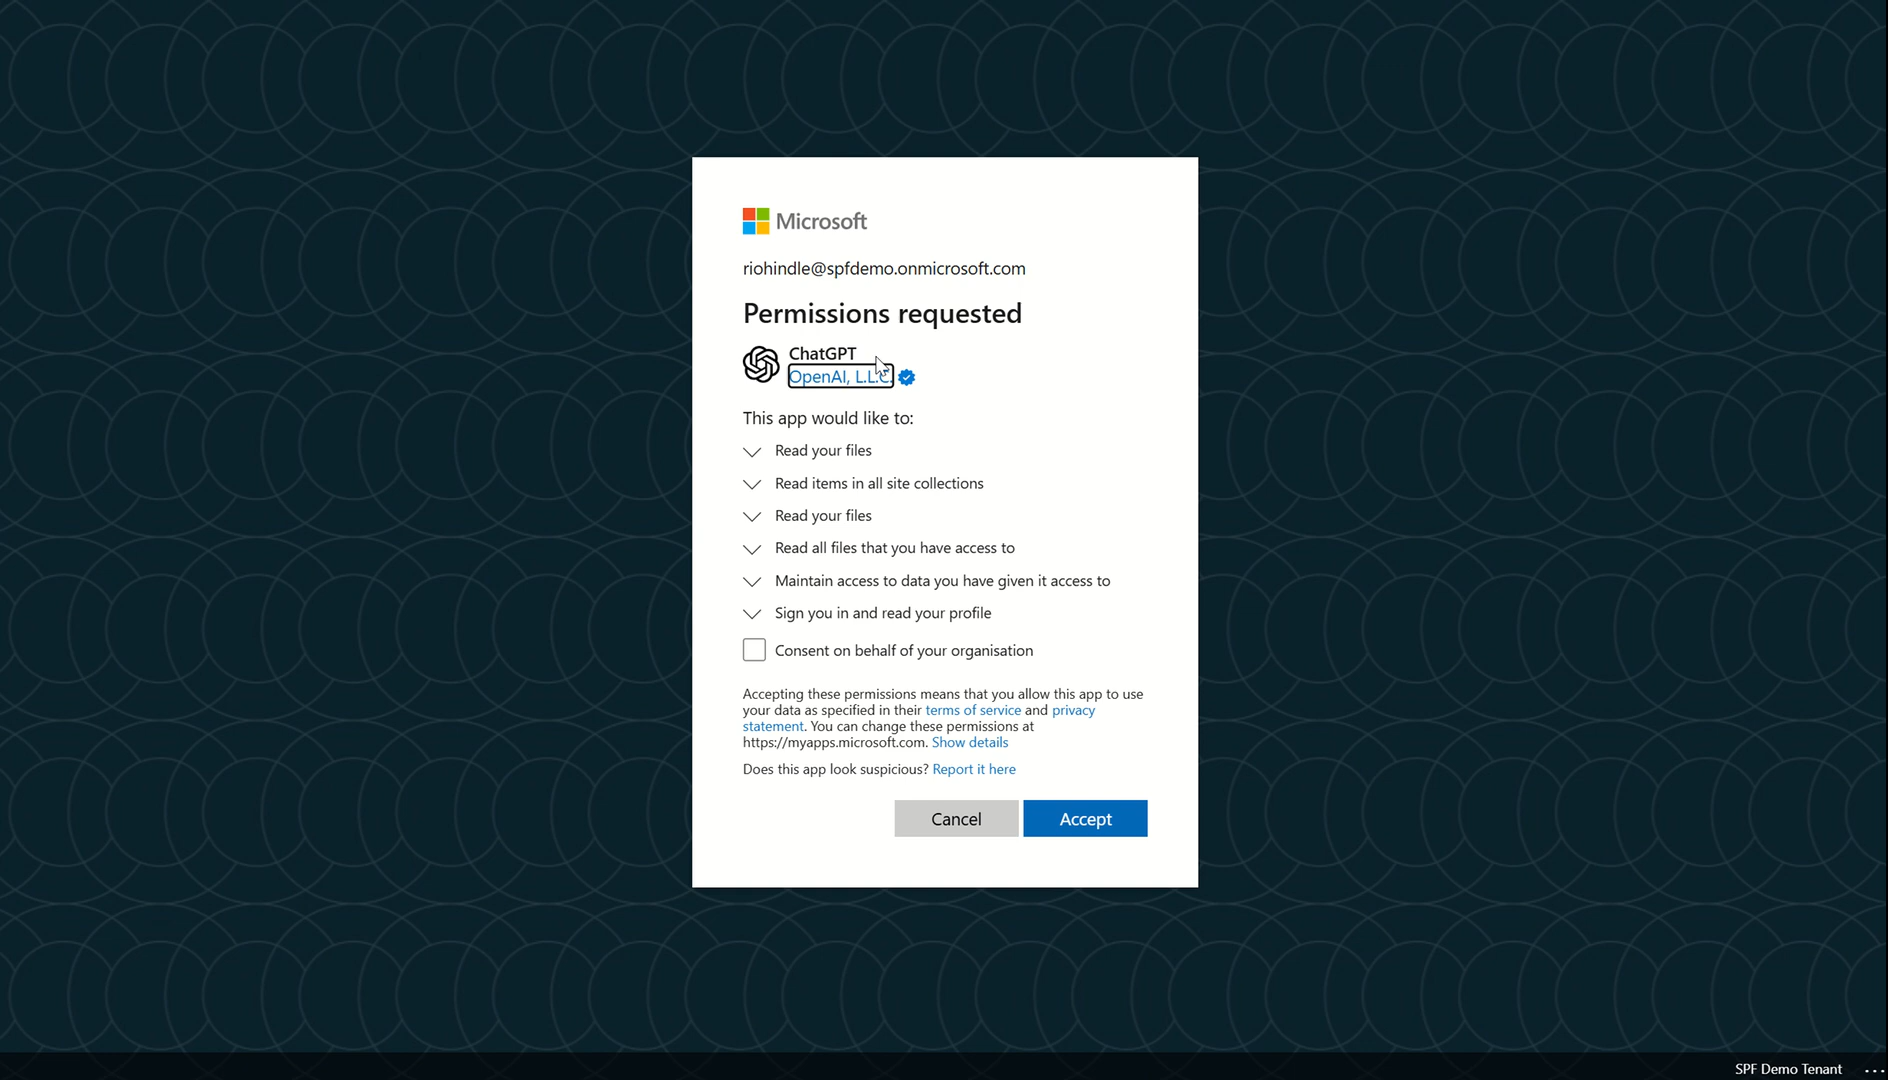 Microsoft
riohindle@spfdemo.onmicrosoft.com
Permissions requested
ChatGPT
OpenAI, L.L.C.
This app would like to:
Read your files
Read items in all site collections
Read your files
Read all files that you have access to
Maintain access to data you have given it access to
Sign you in and read your profile
Consent on behalf of your organisation
Accepting these permissions means that you allow this app to use
your data as specified in their terms of service and privacy
statement. You can change these permissions at
https://myapps.microsoft.com. Show details
Does this app look suspicious? Report it here
Cancel
Accept
SPF Demo Tenant